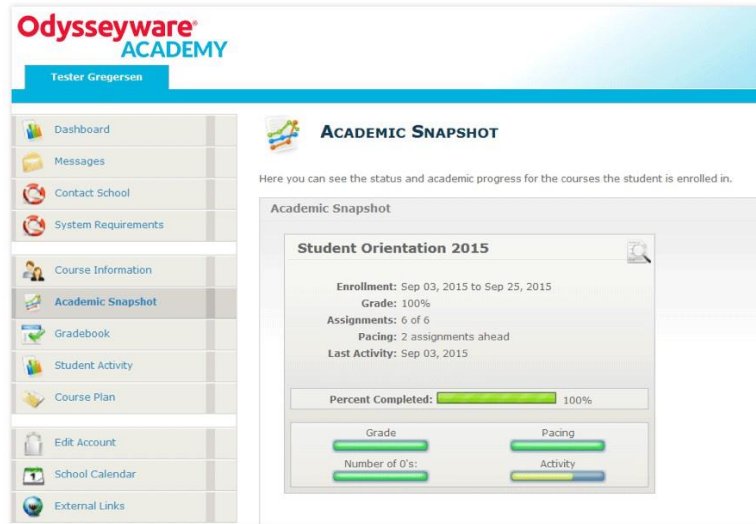 Odysseyware®
ACADEMY
Tester Gregersen
Dashboard
Messages
Contact School
System Requirements
Course Information
Academic Snapshot
Gradebook
Student Activity
Course Plan
Edit Account
School Calendar
External Links
ACADEMIC SNAPSHOT
Here you can see the status and academic progress for the courses the student is enrolled in.
Academic Snapshot
Student Orientation 2015
Enrollment: Sep 03, 2015 to Sep 25, 2015
Grade: 100%
Assignments: 6 of 6
Pacing: 2 assignments ahead
Last Activity: Sep 03, 2015
Percent Completed: 100%
Grade Pacing
Number of 0's: Activity